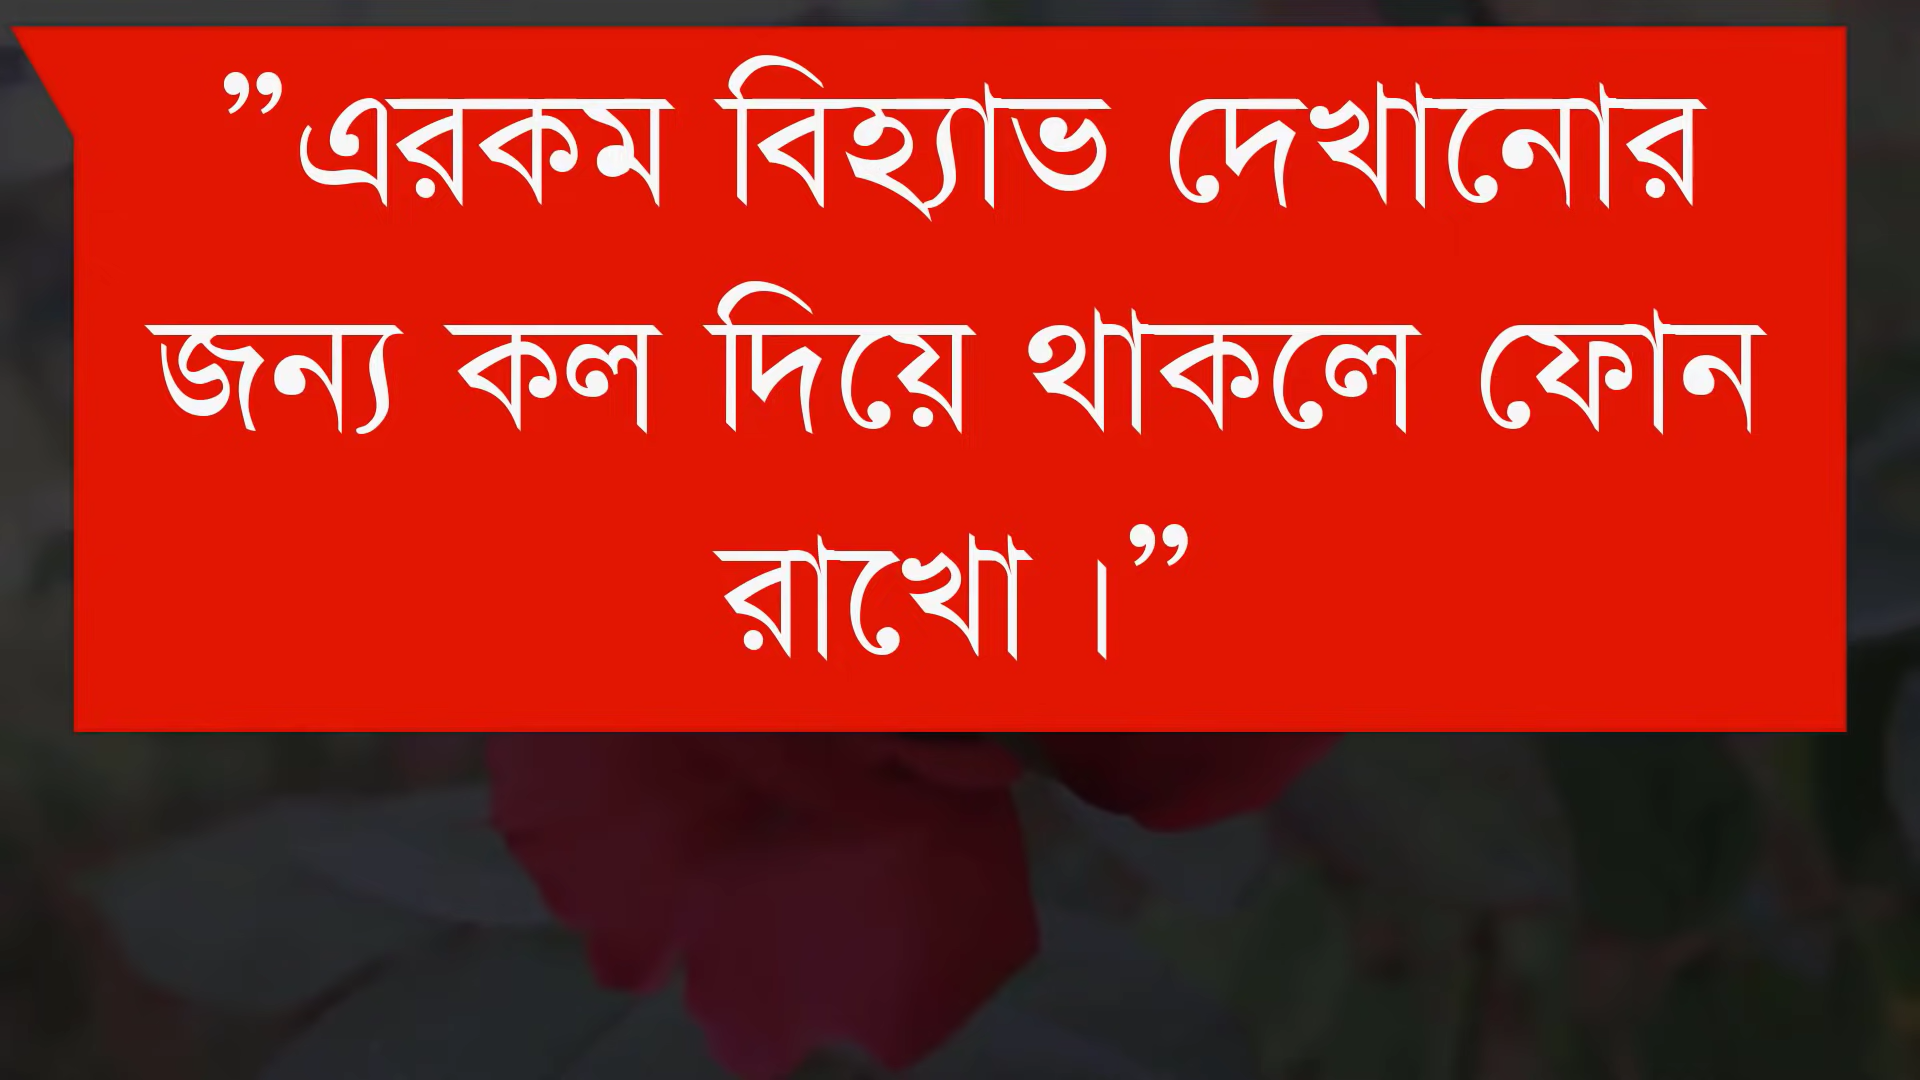 ”এরকম বিহ্যাভ দেখানোর
জন্য কল দিয়ে থাকলে ফোন
রাখো ।”